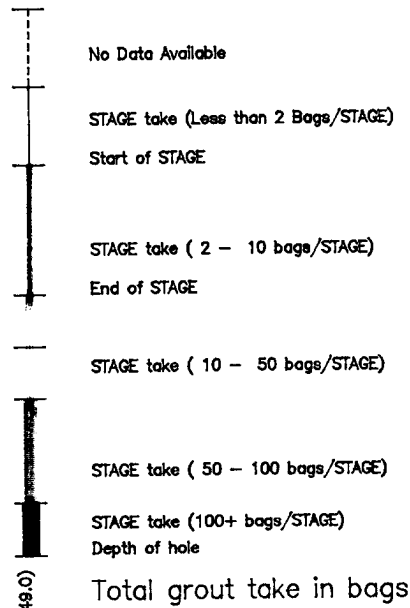 No Data Available
STAGE take (Less than 2 Bags/STAGE)
Start of STAGE
STAGE take ( 2 – 10 bags/STAGE)
End of STAGE
STAGE take ( 10 – 50 bags/STAGE)
STAGE take ( 50 – 100 bags/STAGE)
STAGE take (100+ bags/STAGE)
Depth of hole
49.0) Total grout take in bags